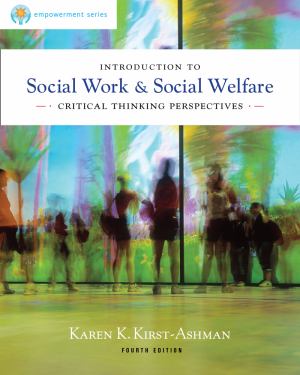 empowerment series
INTRODUCTION TO
Social Work & Social Welfare
CRITICAL THINKING PERSPECTIVES
KAREN K. KIRST-ASHMAN
FOURTH EDITION